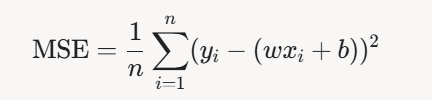 MSE = \frac{1}{n} \sum_{i=1}^{n} (y_i − (wx_i + b))^2